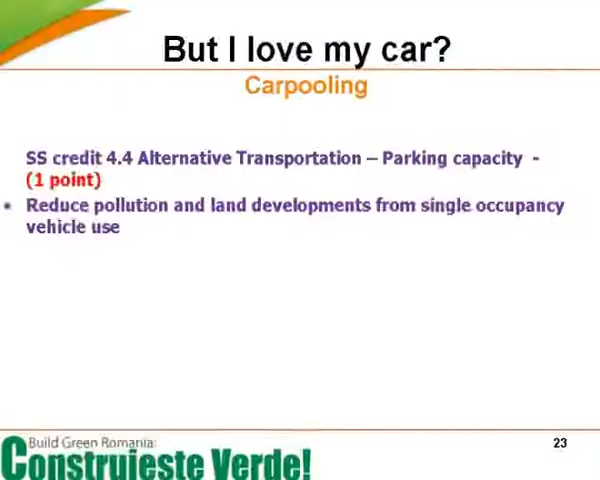 But I love my car?
Carpooling
SS credit 4.4 Alternative Transportation – Parking capacity -
(1 point)
• Reduce pollution and land developments from single occupancy
vehicle use
Build Green Romania:
Construieste Verde!
23